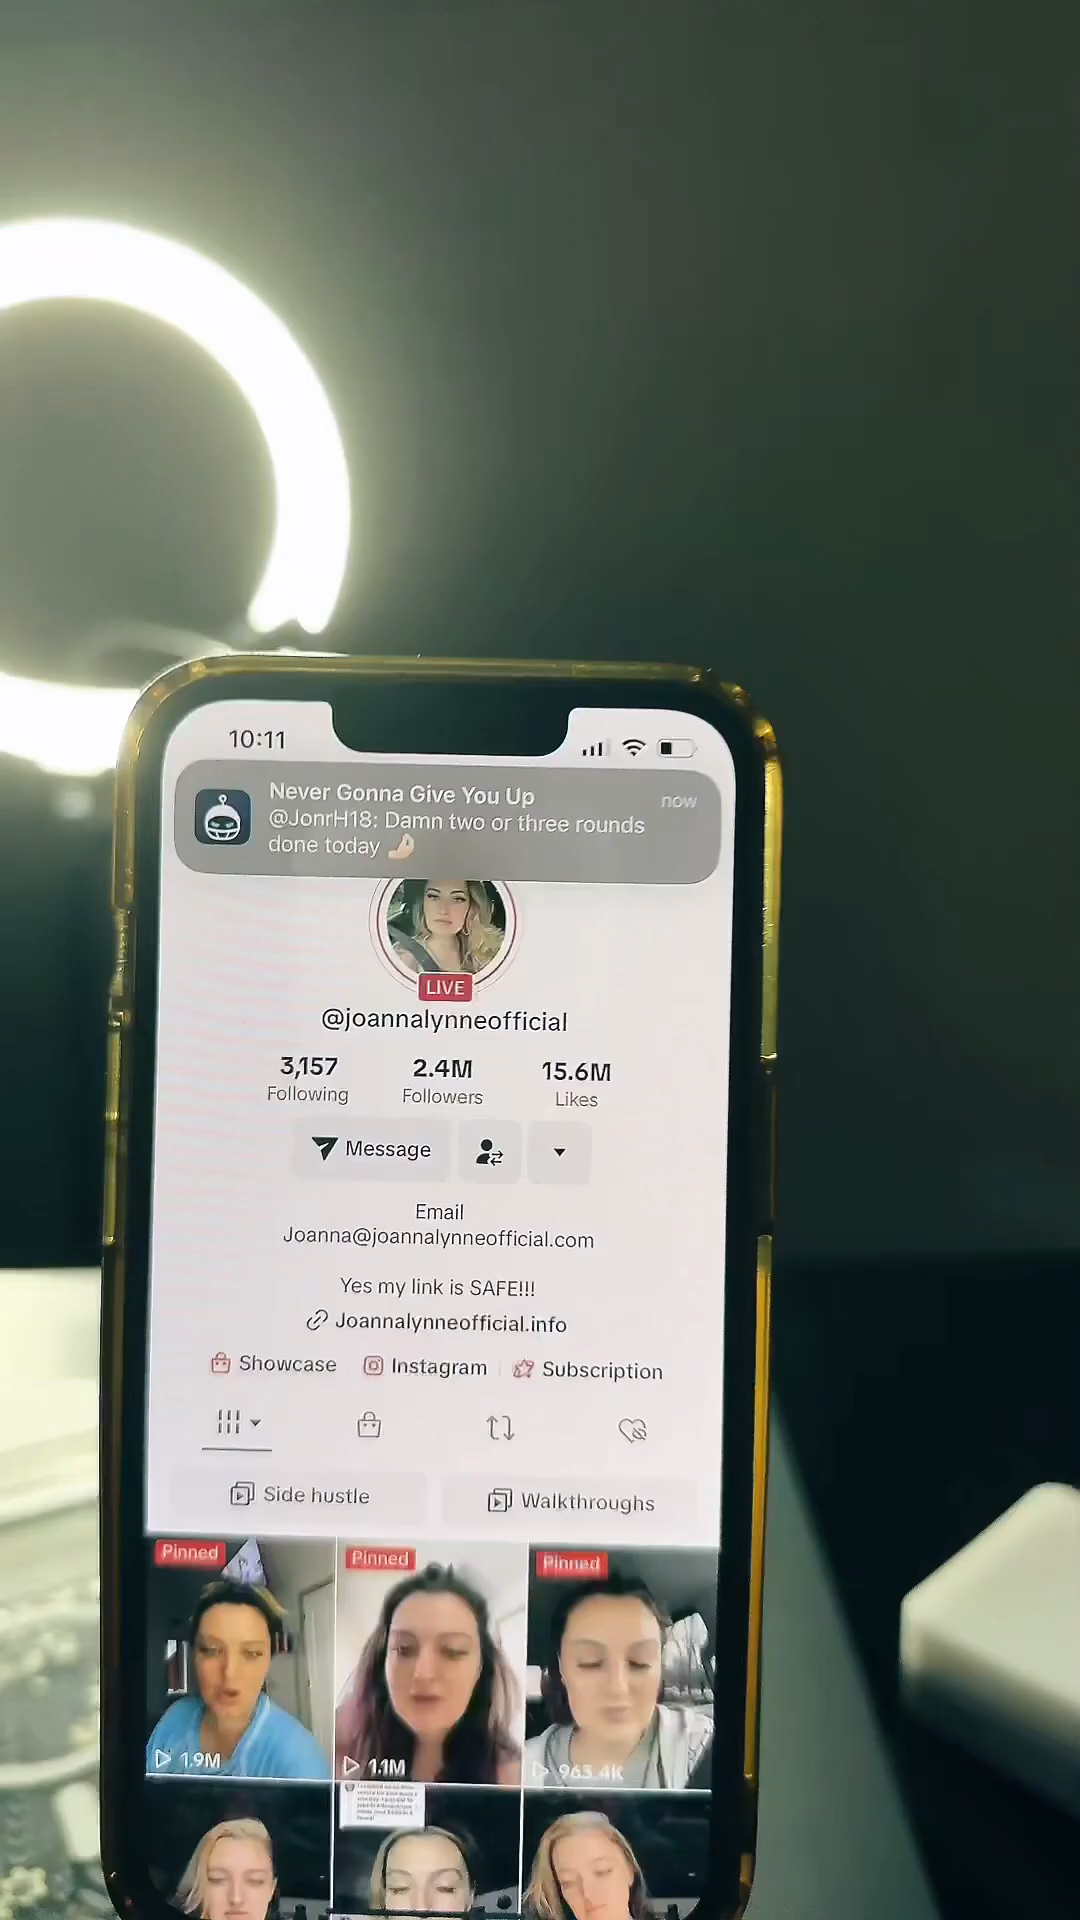 10:11
Never Gonna Give You Up
now
@JonrH18: Damn two or three rounds
done today 🤌🏻
LIVE
@joannalynneofficial
3,157 2.4M 15.6M
Following Followers Likes
Message
Email
Joanna@joannalynneofficial.com
Yes my link is SAFE!!!
Joannalynneofficial.info
Showcase Instagram Subscription
Side hustle Walkthroughs
Pinned Pinned Pinned
1.9M 1.1M 963.4K